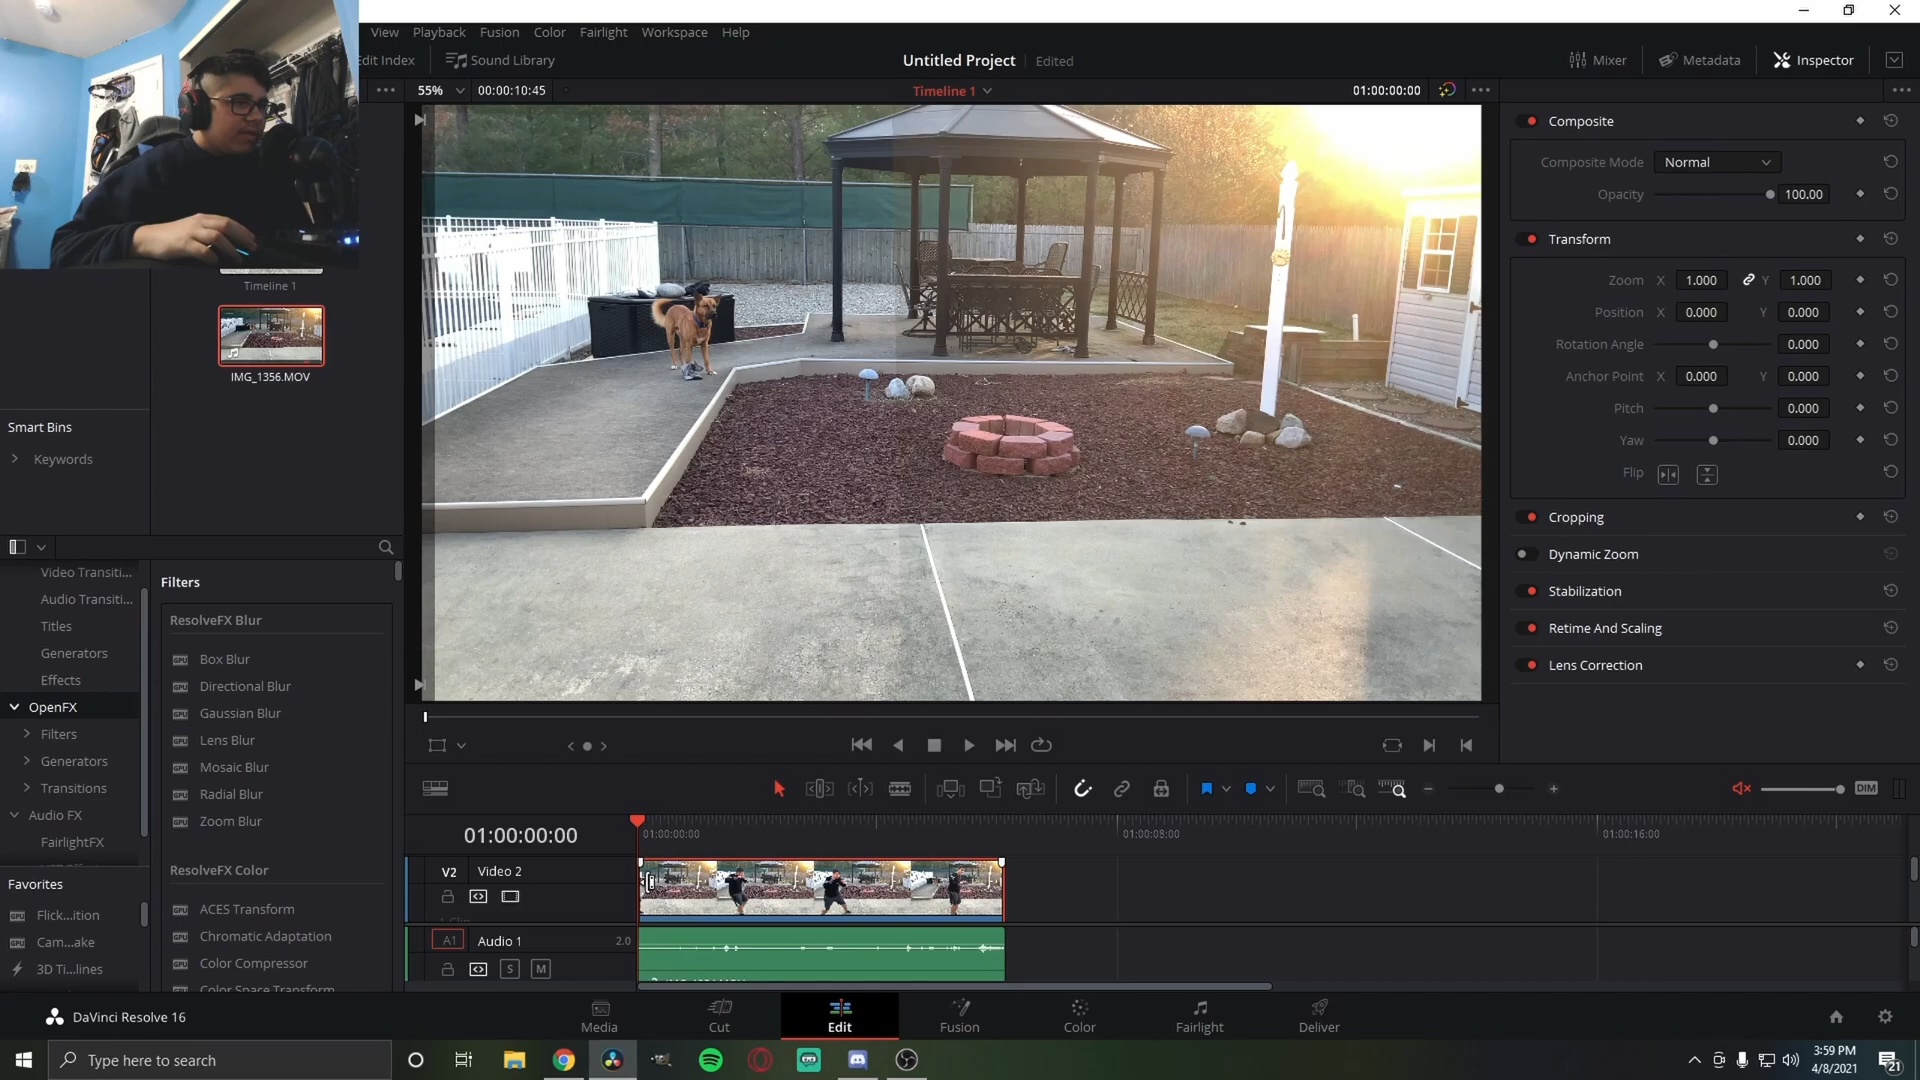 View Playback Fusion Color Fairlight Workspace Help
Edit Index Sound Library Untitled Project Edited Mixer Metadata Inspector
55% 00:00:10:45 Timeline 1 01:00:00:00
Composite
Composite Mode Normal
Opacity 100.00
Transform
Zoom X 1.000 Y 1.000
Position X 0.000 Y 0.000
Rotation Angle 0.000
Anchor Point X 0.000 Y 0.000
Pitch 0.000
Yaw 0.000
Flip
Cropping
Dynamic Zoom
Stabilization
Retime And Scaling
Lens Correction
Timeline 1
IMG_1356.MOV
Smart Bins
Keywords
Video Transiti...
Audio Transiti...
Titles
Generators
Effects
OpenFX
Filters
Generators
Transitions
Audio FX
FairlightFX
Favorites
Flick...ition
Cam...ake
3D Ti...lines
Filters
ResolveFX Blur
Box Blur
Directional Blur
Gaussian Blur
Lens Blur
Mosaic Blur
Radial Blur
Zoom Blur
ResolveFX Color
ACES Transform
Chromatic Adaptation
Color Compressor
Color Space Transform
DIM
01:00:00:00 01:00:00:00 01:00:08:00 01:00:16:00
V2 Video 2
1 Clip
A1 Audio 1 2.0
S M
DaVinci Resolve 16 Media Cut Edit Fusion Color Fairlight Deliver
Type here to search
3:59 PM
4/8/2021
21